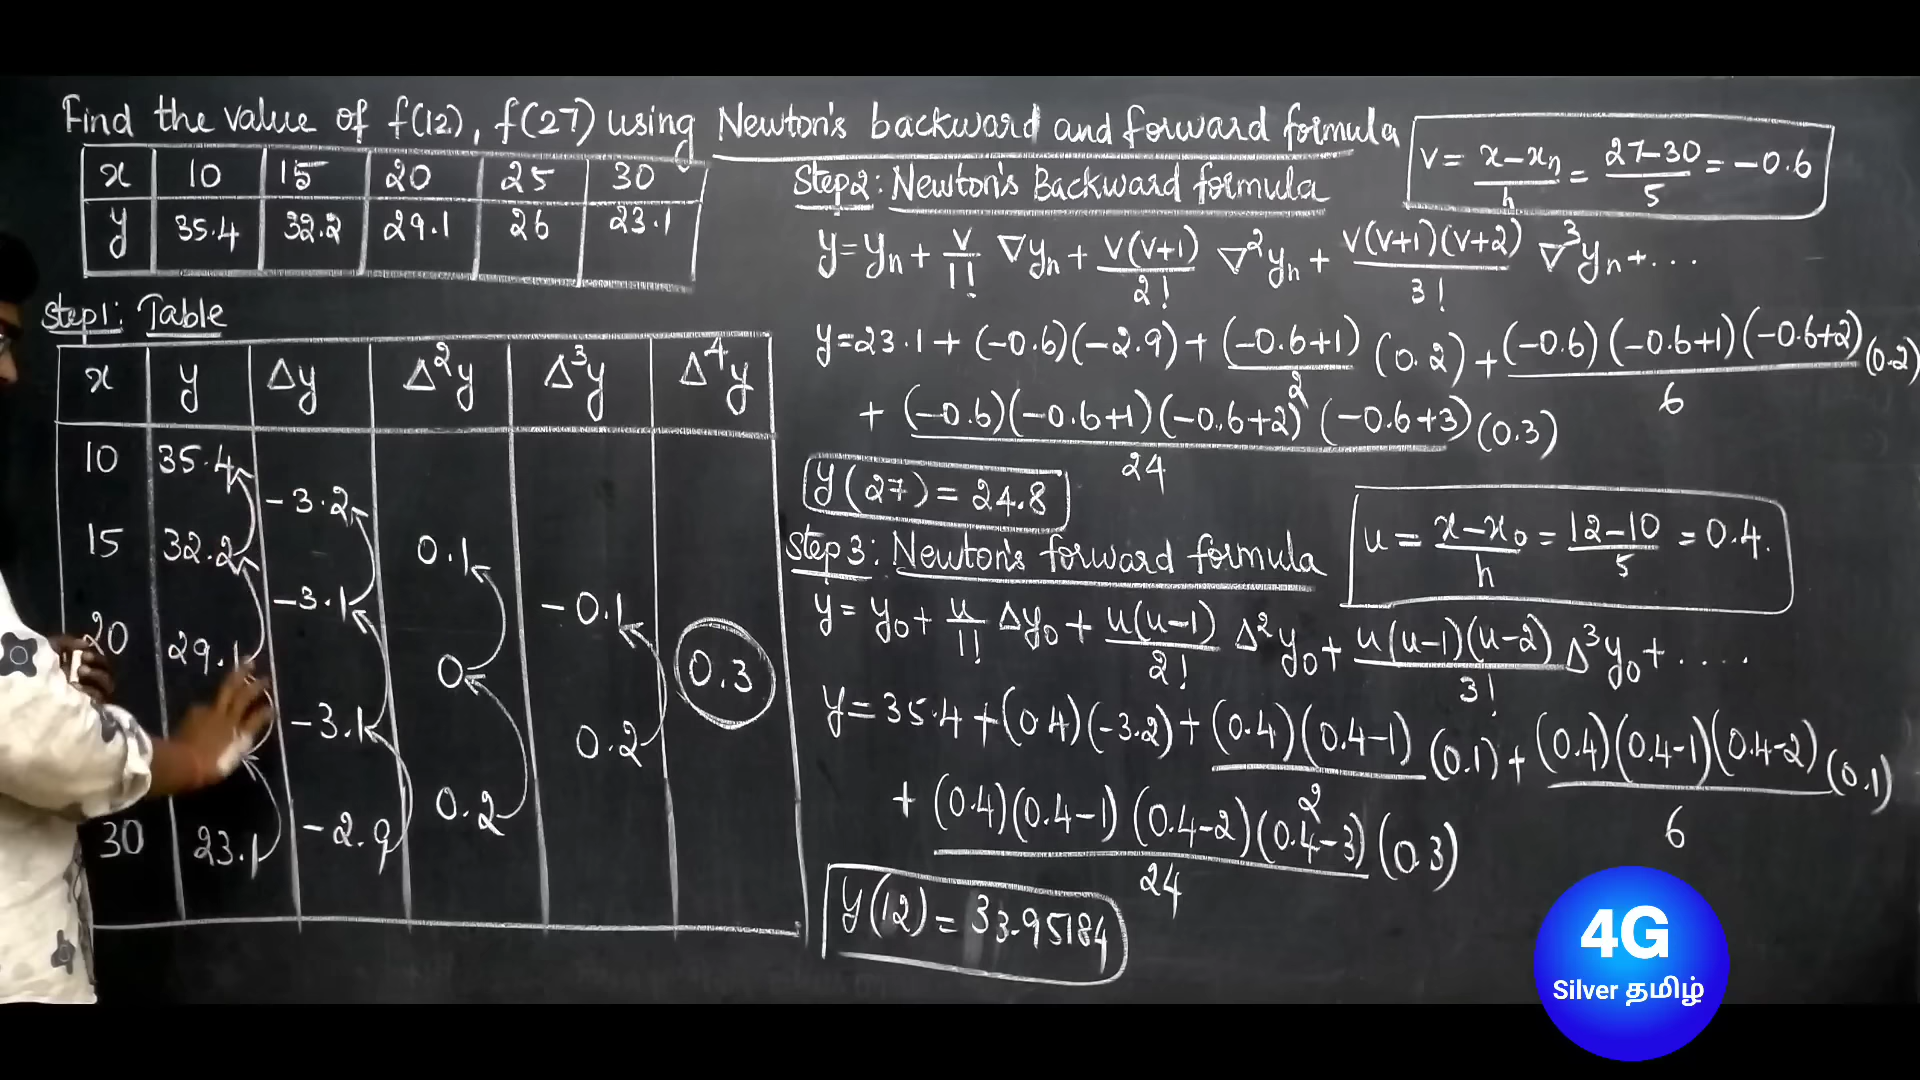 Find the value of f(12), f(27) using Newton's backward and forward formula
x 10 15 20 25 30
y 35.4 32.2 29.1 26 23.1
Step1: Table
x y Δy Δ²y Δ³y Δ⁴y
10 35.4
-3.2
15 32.2 0.1
-3.1 -0.1
20 29.1 0 0.3
-3.1 0.2
0.2
-2.9
30 23.1
Step2: Newton's Backward formula
v = (x-xn)/h = (27-30)/5 = -0.6
y = yn + v/1! ∇yn + v(v+1)/2! ∇²yn + v(v+1)(v+2)/3! ∇³yn + ...
y = 23.1 + (-0.6)(-2.9) + (-0.6+1)/2 (0.2) + (-0.6)(-0.6+1)(-0.6+2)/6 (0.2)
+ (-0.6)(-0.6+1)(-0.6+2)(-0.6+3)/24 (0.3)
y(27) = 24.8
Step 3: Newton's forward formula
u = (x-x0)/h = (12-10)/5 = 0.4.
y = y0 + u/1! Δy0 + u(u-1)/2! Δ²y0 + u(u-1)(u-2)/3! Δ³y0 + ....
y = 35.4 + (0.4)(-3.2) + (0.4)(0.4-1)/2 (0.1) + (0.4)(0.4-1)(0.4-2)/6 (0.1)
+ (0.4)(0.4-1)(0.4-2)(0.4-3)/24 (0.3)
y(12) = 33.95184
4G
Silver தமிழ்